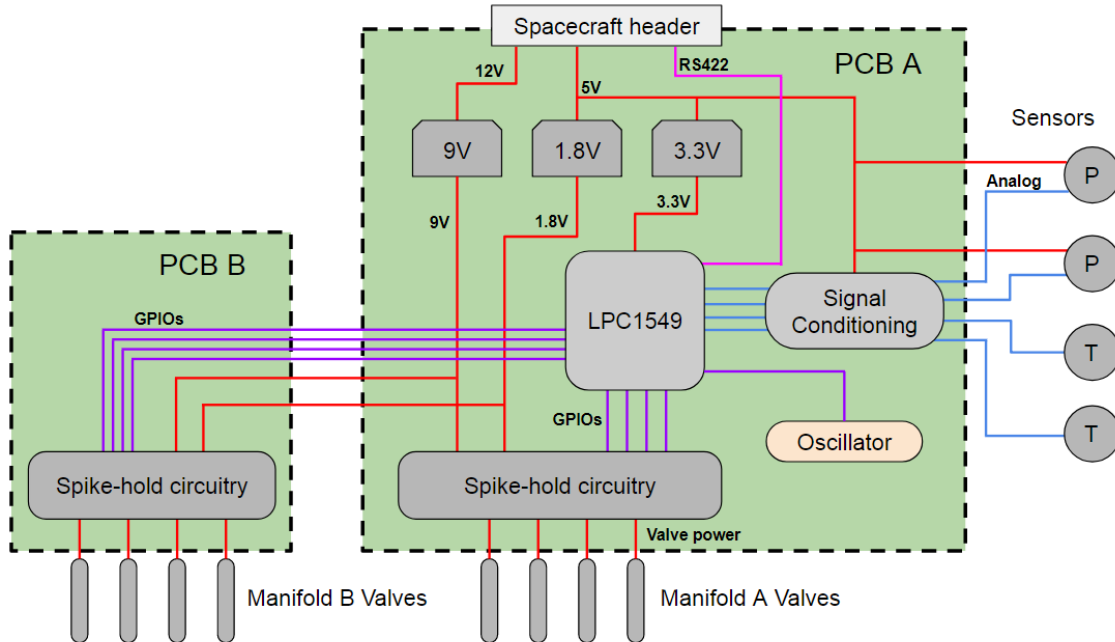 Spacecraft header
12V
5V
RS422
PCB A
Sensors
9V
1.8V
3.3V
P
Analog
9V
1.8V
3.3V
PCB B
P
GPIOs
LPC1549
Signal
Conditioning
T
GPIOs
Oscillator
T
Spike-hold circuitry
Spike-hold circuitry
Valve power
Manifold B Valves
Manifold A Valves